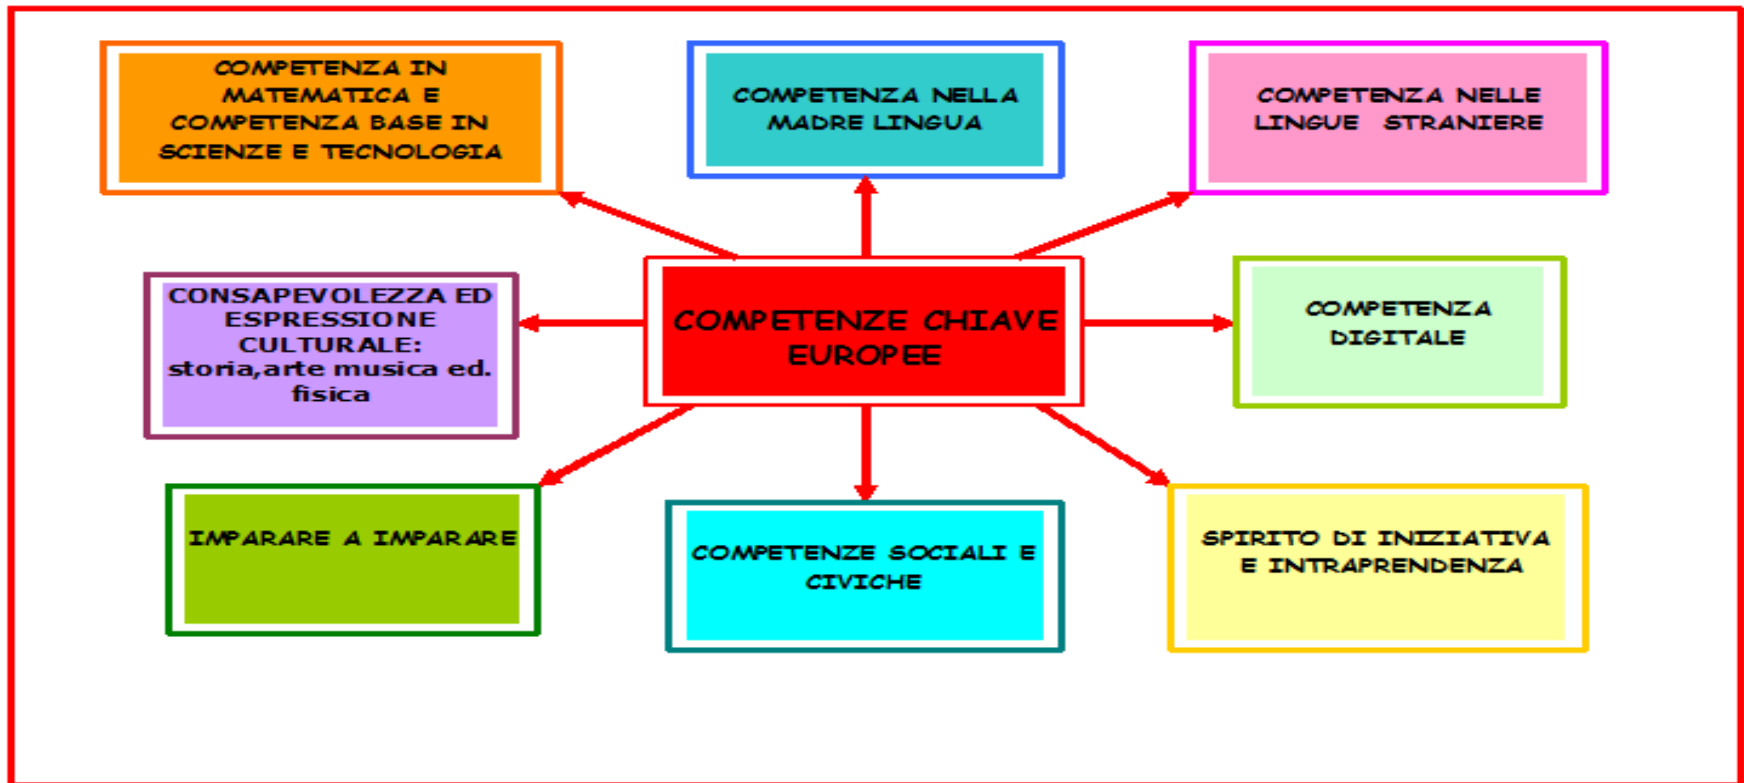 COMPETENZA IN
MATEMATICA E
COMPETENZA BASE IN
SCIENZE E TECNOLOGIA
COMPETENZA NELLA
MADRE LINGUA
COMPETENZA NELLE
LINGUE STRANIERE
CONSAPEVOLEZZA ED
ESPRESSIONE
CULTURALE:
storia,arte musica ed.
fisica
COMPETENZE CHIAVE
EUROPEE
COMPETENZA
DIGITALE
IMPARARE A IMPARARE
COMPETENZE SOCIALI E
CIVICHE
SPIRITO DI INIZIATIVA
E INTRAPRENDENZA